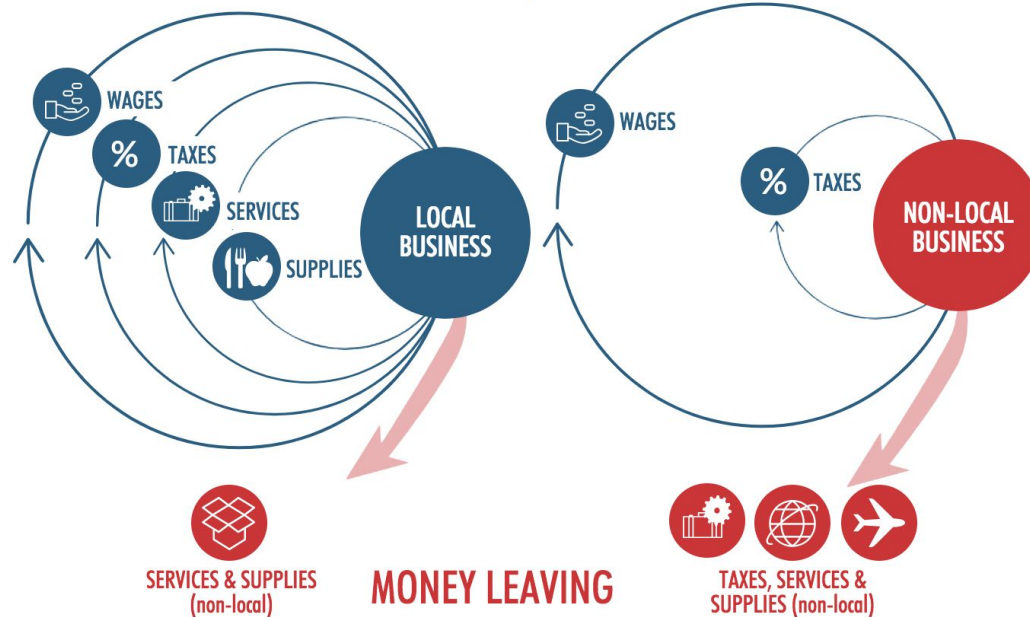 WAGES
%
TAXES
SERVICES
SUPPLIES
LOCAL
BUSINESS
WAGES
%
TAXES
NON-LOCAL
BUSINESS
SERVICES & SUPPLIES
(non-local)
MONEY LEAVING
TAXES, SERVICES &
SUPPLIES (non-local)